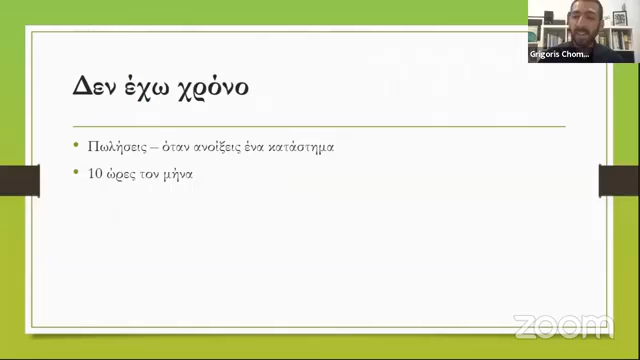 Grigoris Chom...
Δεν έχω χρόνο
• Πωλήσεις – όταν ανοίξεις ένα κατάστημα
• 10 ώρες τον μήνα
zoom